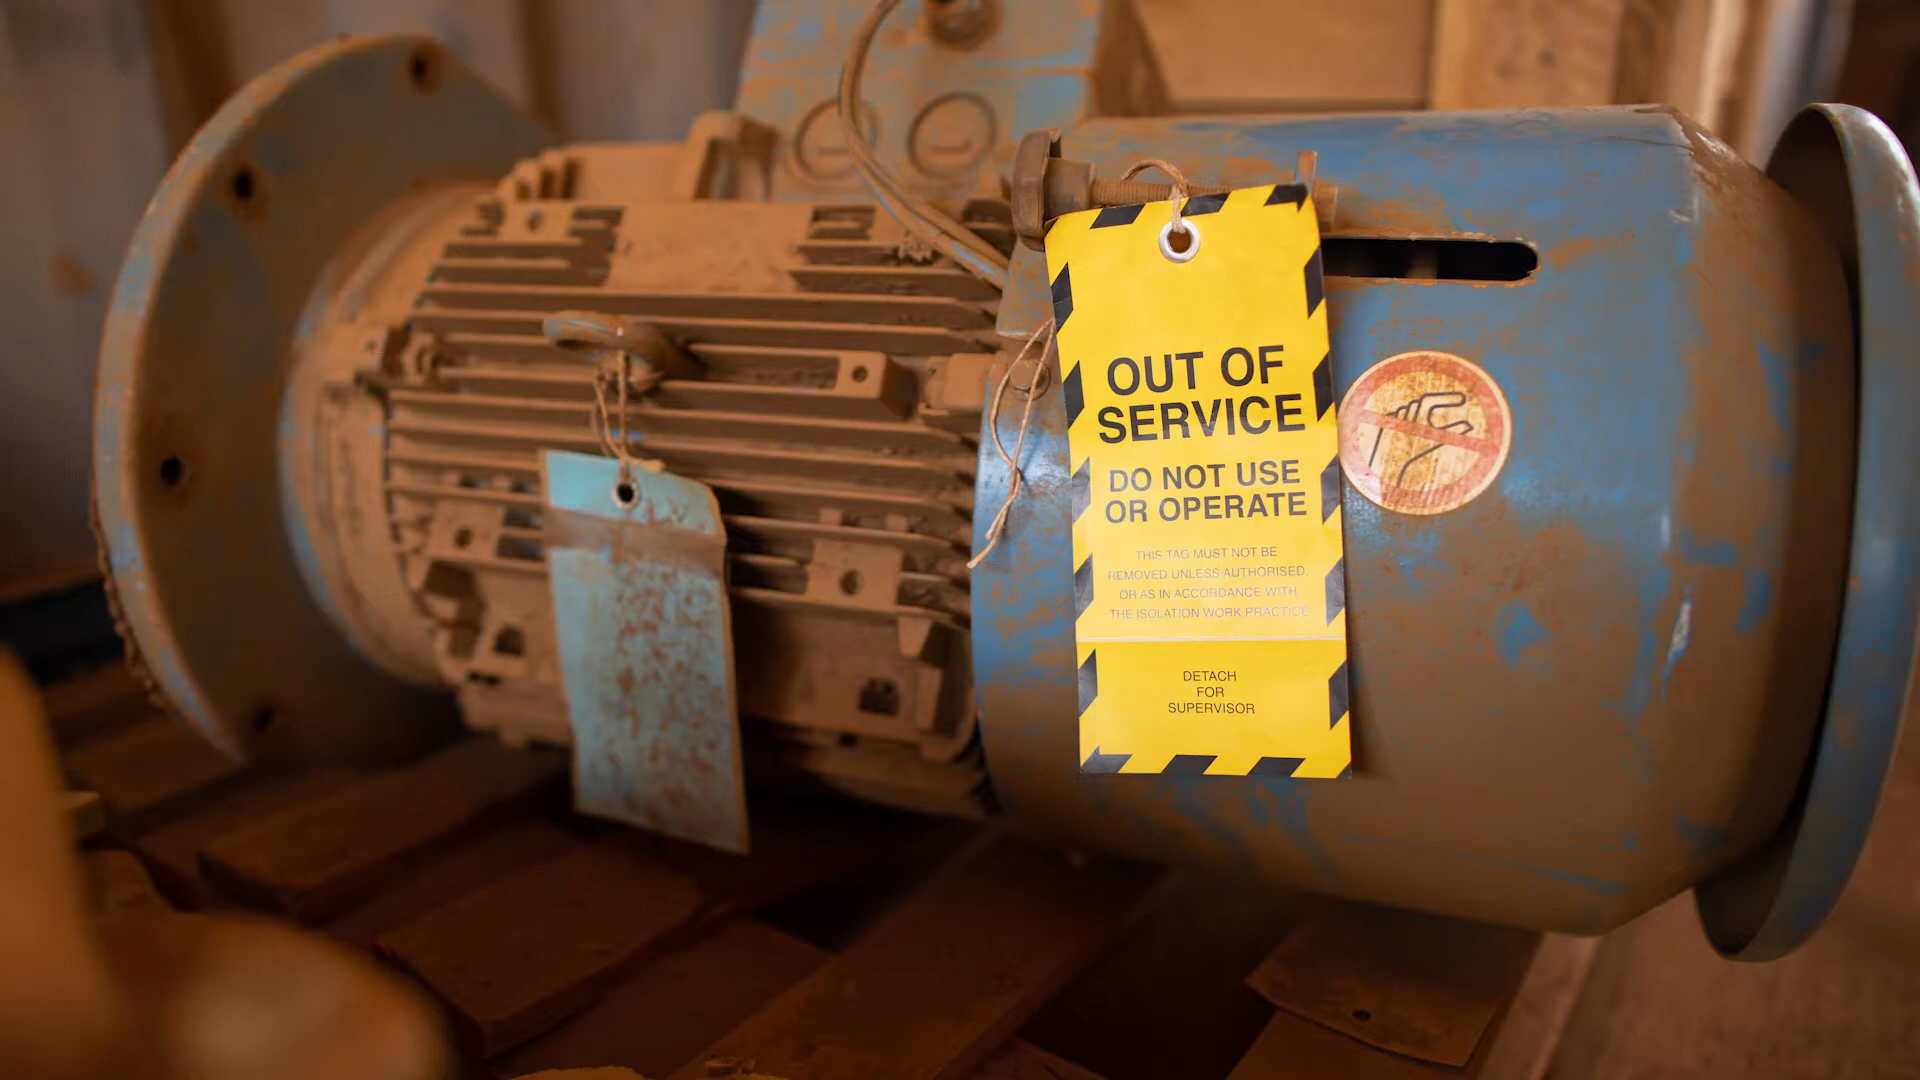 OUT OF
SERVICE
DO NOT USE
OR OPERATE
THIS TAG MUST NOT BE
REMOVED UNLESS AUTHORISED,
OR AS IN ACCORDANCE WITH
THE ISOLATION WORK PRACTICE
DETACH
FOR
SUPERVISOR